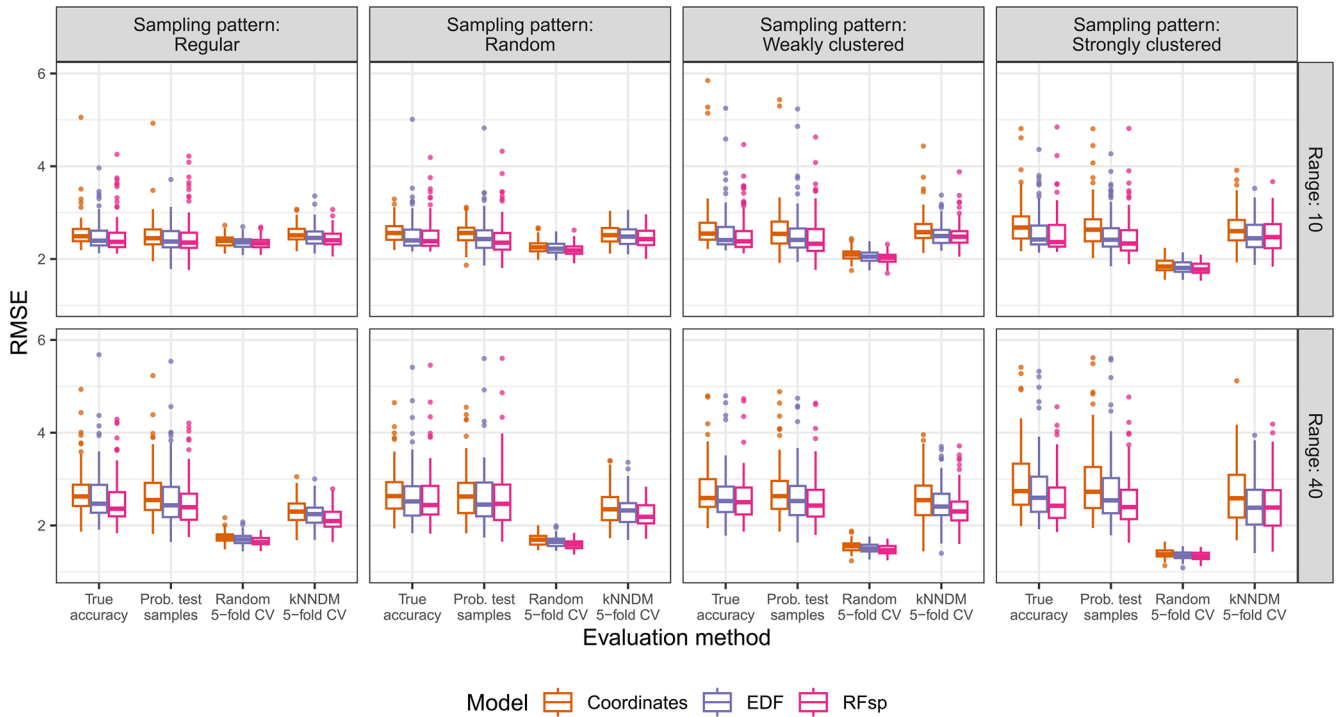 Sampling pattern:
Regular
Sampling pattern:
Random
Sampling pattern:
Weakly clustered
Sampling pattern:
Strongly clustered
6
4
2
Range: 10
RMSE
6
4
2
Range: 40
True
accuracy
Prob. test
samples
Random
5−fold CV
kNNDM
5−fold CV
True
accuracy
Prob. test
samples
Random
5−fold CV
kNNDM
5−fold CV
True
accuracy
Prob. test
samples
Random
5−fold CV
kNNDM
5−fold CV
True
accuracy
Prob. test
samples
Random
5−fold CV
kNNDM
5−fold CV
Evaluation method
Model Coordinates EDF RFsp